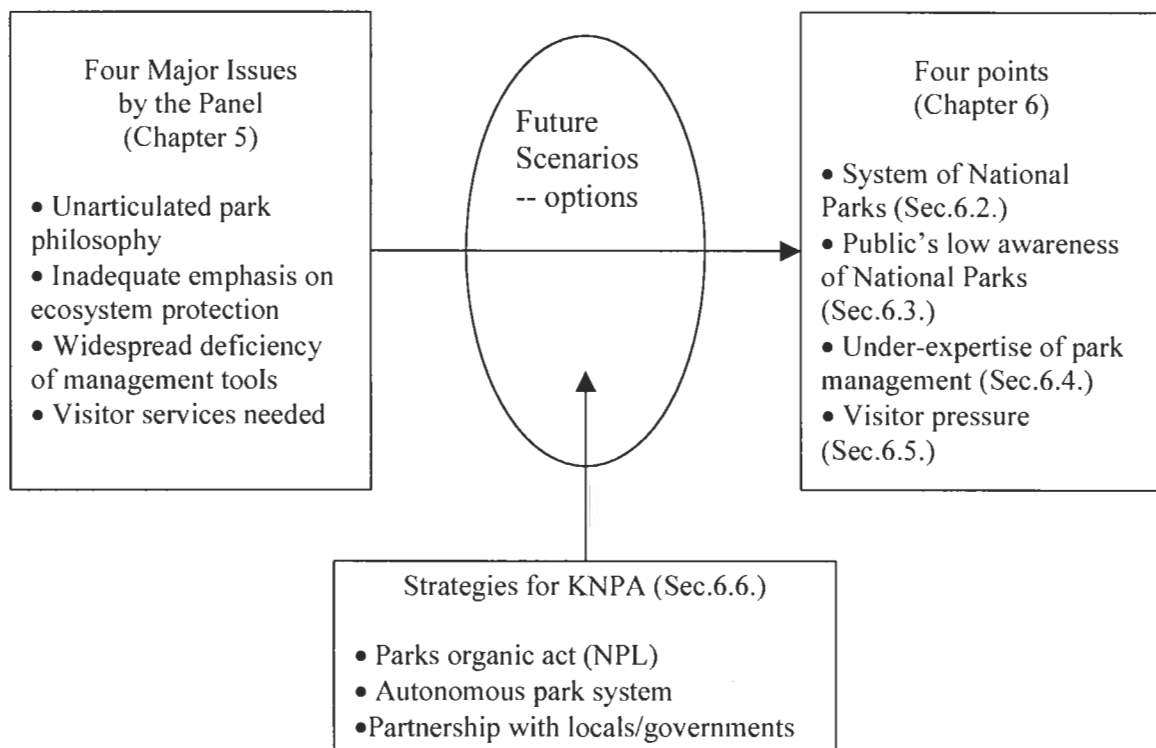 Four Major Issues
by the Panel
(Chapter 5)
• Unarticulated park
philosophy
• Inadequate emphasis on
ecosystem protection
• Widespread deficiency
of management tools
• Visitor services needed
Future
Scenarios
-- options
Four points
(Chapter 6)
• System of National
Parks (Sec.6.2.)
• Public's low awareness
of National Parks
(Sec.6.3.)
• Under-expertise of park
management (Sec.6.4.)
• Visitor pressure
(Sec.6.5.)
Strategies for KNPA (Sec.6.6.)
• Parks organic act (NPL)
• Autonomous park system
•Partnership with locals/governments